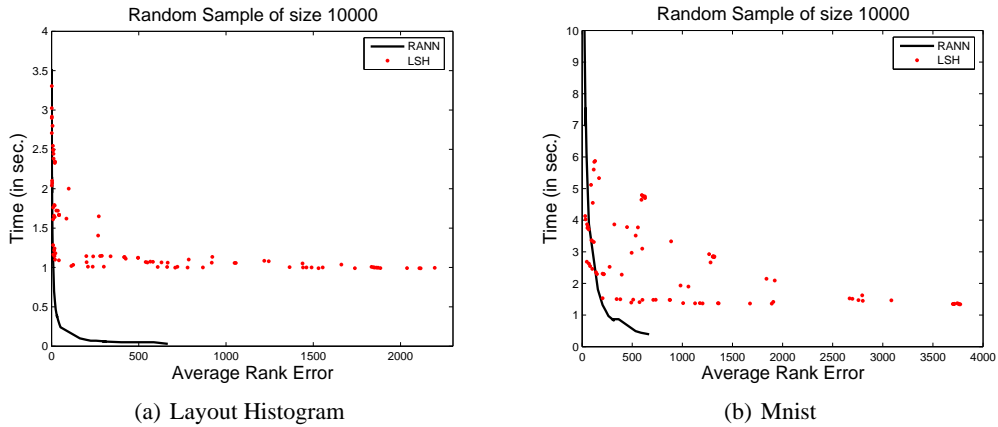 Random Sample of size 10000
4
3.5
3
2.5
2
1.5
1
0.5
0
Time (in sec.)
RANN
LSH
0 500 1000 1500 2000
Average Rank Error
(a) Layout Histogram
Random Sample of size 10000
10
9
8
7
6
5
4
3
2
1
0
Time (in sec.)
RANN
LSH
0 500 1000 1500 2000 2500 3000 3500 4000
Average Rank Error
(b) Mnist